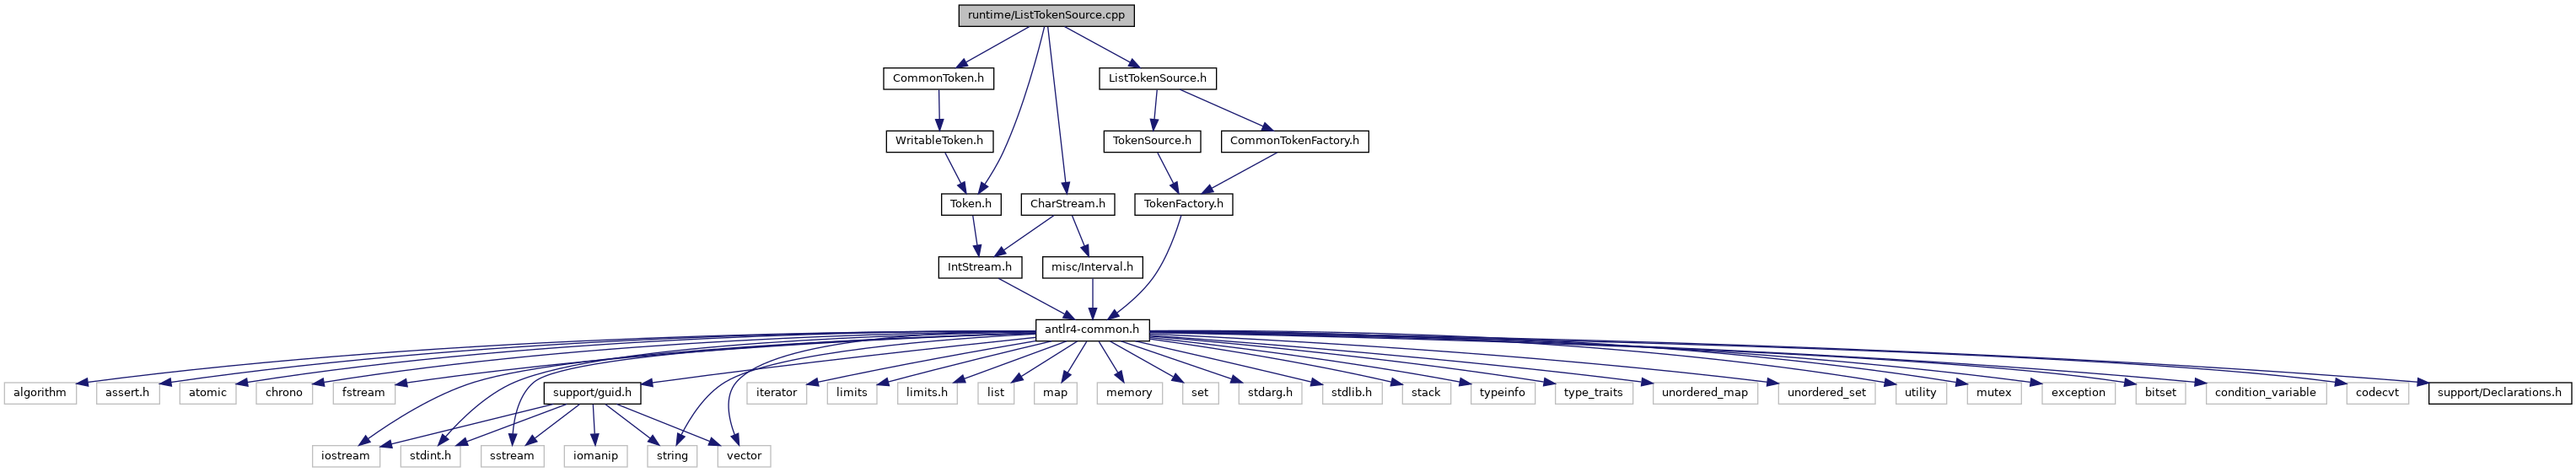 runtime/ListTokenSource.cpp
CommonToken.h
ListTokenSource.h
WritableToken.h
TokenSource.h
CommonTokenFactory.h
Token.h
CharStream.h
TokenFactory.h
IntStream.h
misc/Interval.h
antlr4-common.h
algorithm
assert.h
atomic
chrono
fstream
support/guid.h
iterator
limits
limits.h
list
map
memory
set
stdarg.h
stdlib.h
stack
typeinfo
type_traits
unordered_map
unordered_set
utility
mutex
exception
bitset
condition_variable
codecvt
support/Declarations.h
iostream
stdint.h
sstream
iomanip
string
vector